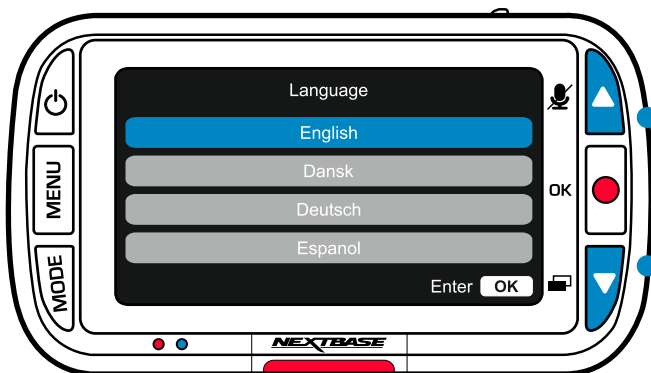 Language
English
Dansk
Deutsch
Espanol
Enter OK
MENU
MODE
OK
NEXTBASE